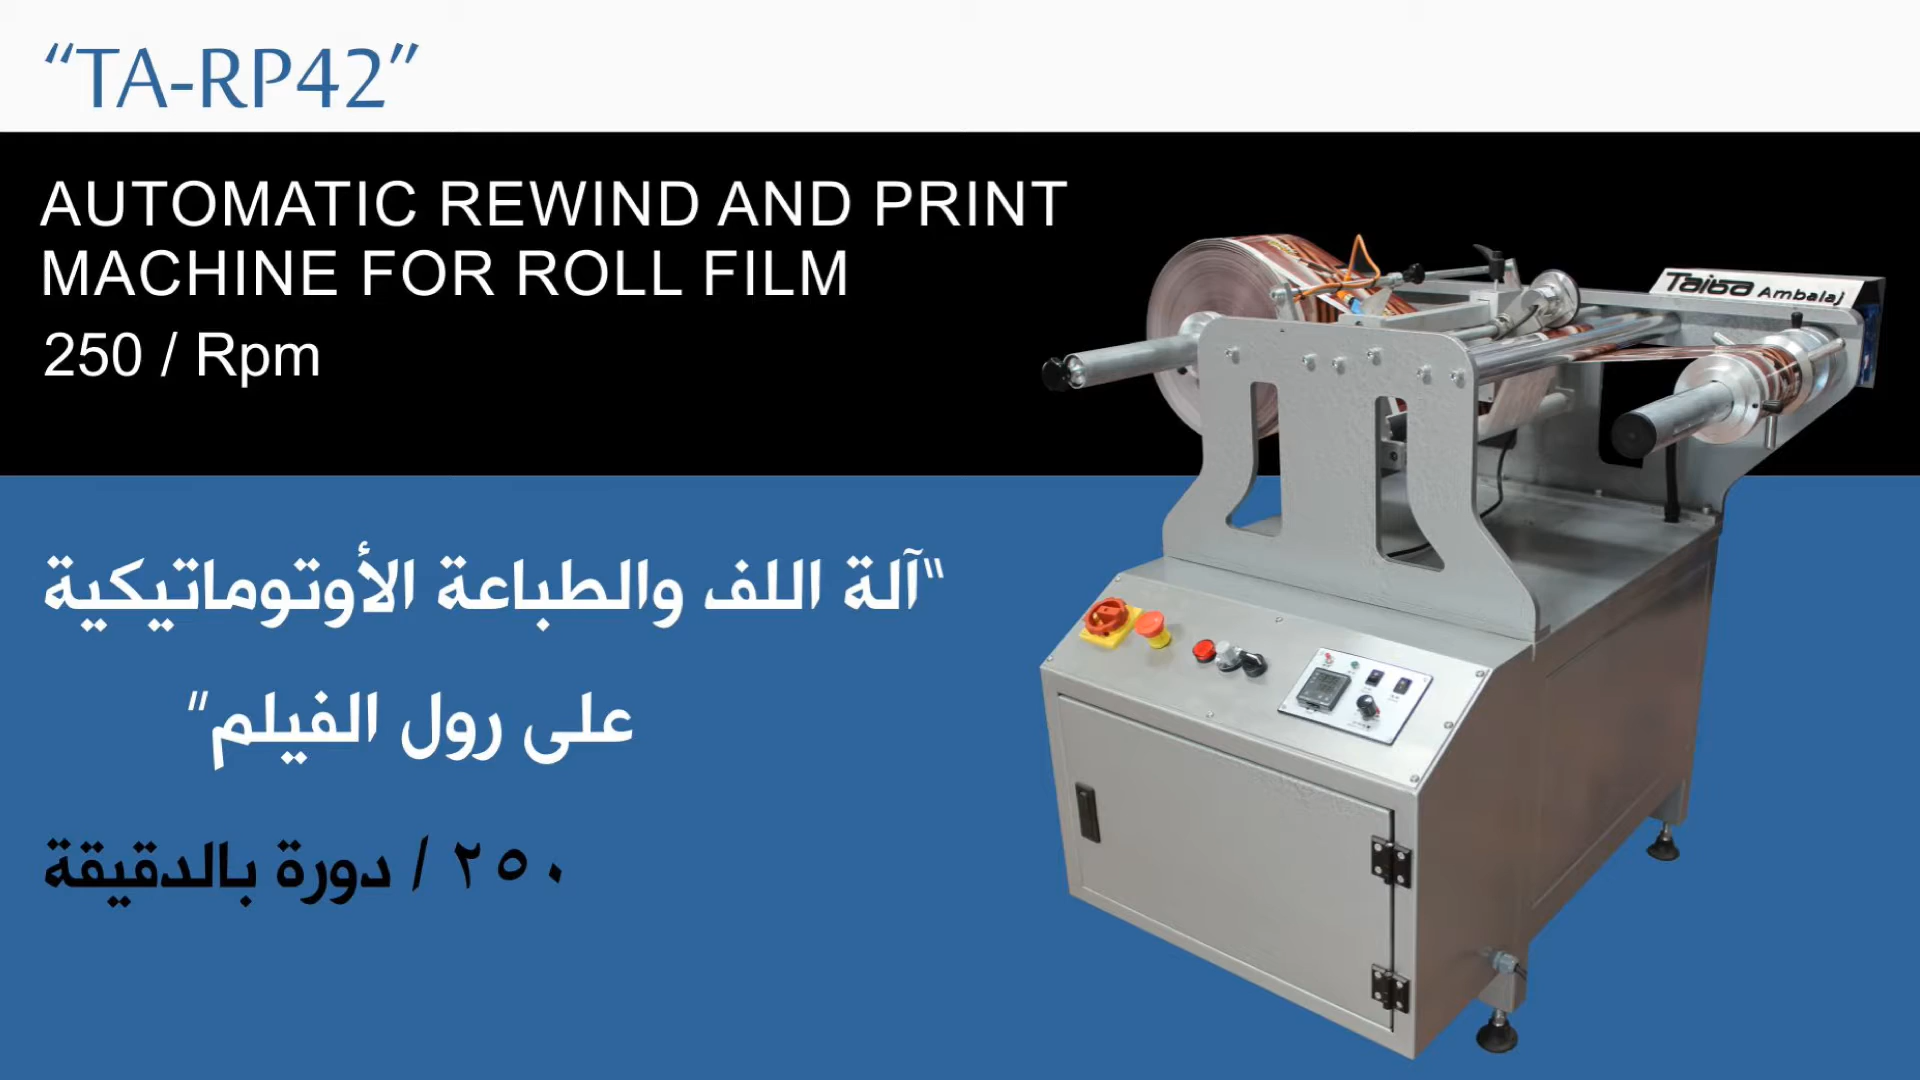 “TA-RP42”
AUTOMATIC REWIND AND PRINT
MACHINE FOR ROLL FILM
250 / Rpm
Taiba Ambalaj
"آلة اللف والطباعة الأوتوماتيكية
على رول الفيلم"
٢٥٠ / دورة بالدقيقة